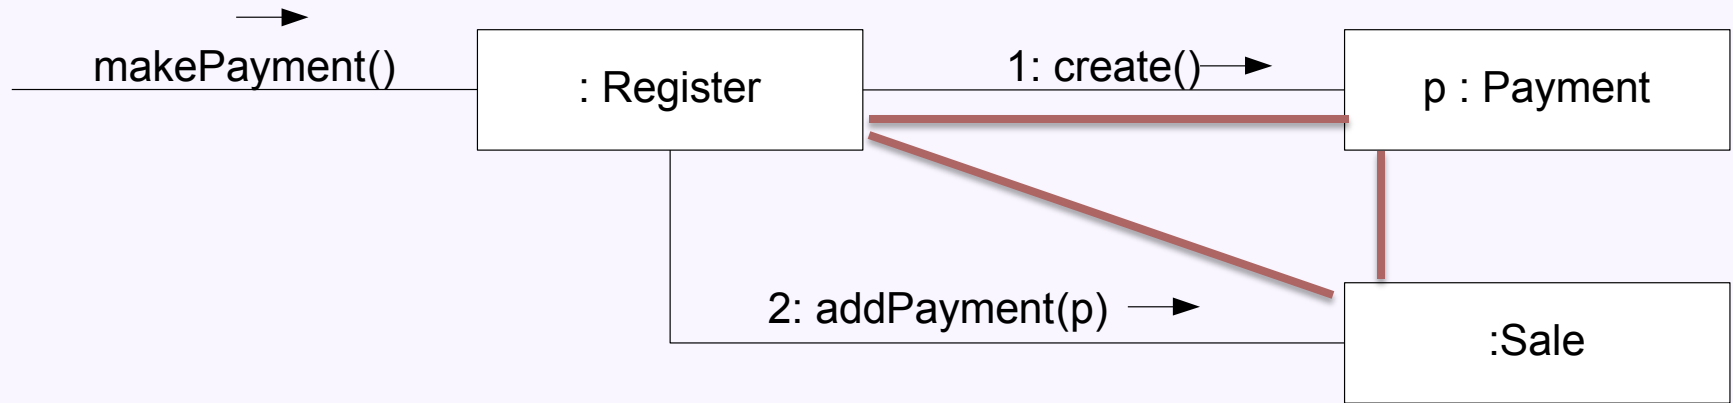 makePayment()
: Register
1: create()
p : Payment
2: addPayment(p)
:Sale